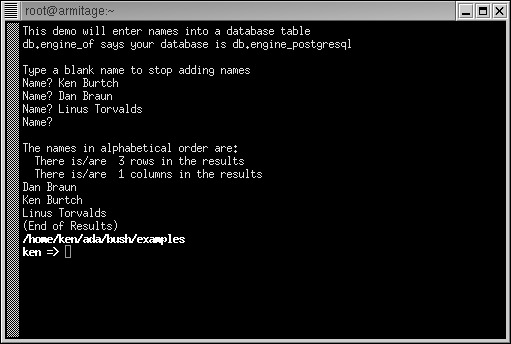 root@armitage:~
This demo will enter names into a database table
db.engine_of says your database is db.engine_postgresql
Type a blank name to stop adding names
Name? Ken Burtch
Name? Dan Braun
Name? Linus Torvalds
Name?
The names in alphabetical order are:
There is/are  3 rows in the results
There is/are  1 columns in the results
Dan Braun
Ken Burtch
Linus Torvalds
(End of Results)
/home/ken/ada/bush/examples
ken =>